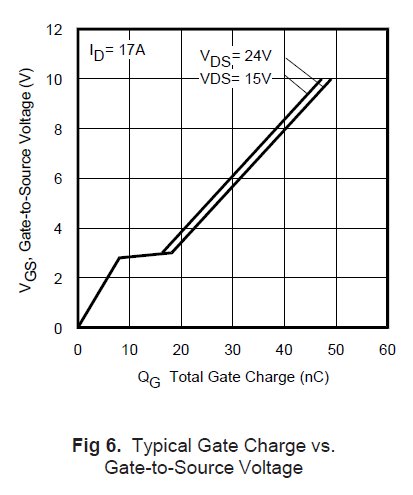 12
I_D= 17A
V_DS= 24V
VDS= 15V
10
8
6
4
2
0
V_GS, Gate-to-Source Voltage (V)
0 10 20 30 40 50 60
Q_G Total Gate Charge (nC)
Fig 6. Typical Gate Charge vs.
Gate-to-Source Voltage